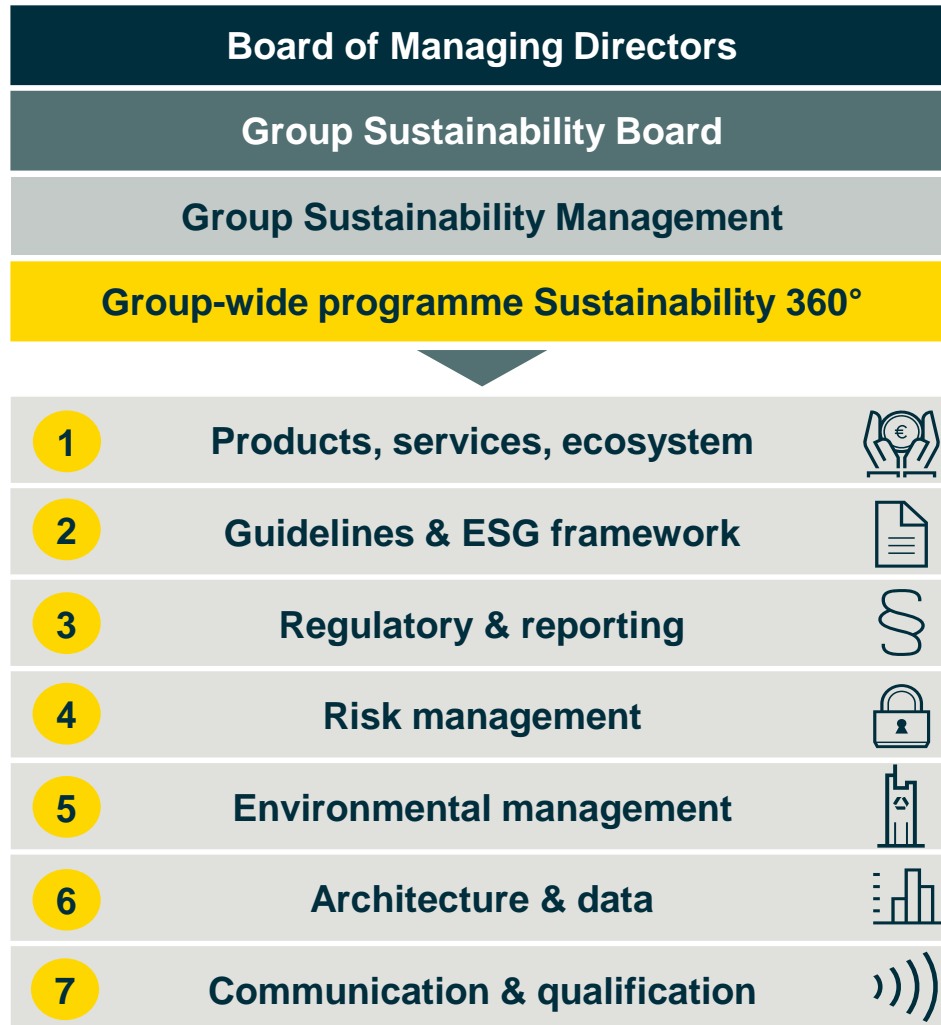 Board of Managing Directors
Group Sustainability Board
Group Sustainability Management
Group-wide programme Sustainability 360°
1 Products, services, ecosystem €
2 Guidelines & ESG framework
3 Regulatory & reporting §
4 Risk management
5 Environmental management
6 Architecture & data
7 Communication & qualification